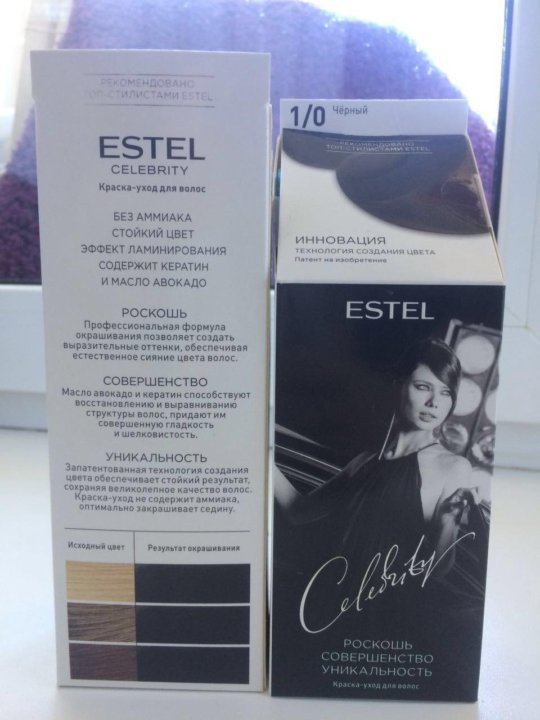 РЕКОМЕНДОВАНО
ТОП-СТИЛИСТАМИ ESTEL
ESTEL
CELEBRITY
Краска-уход для волос
БЕЗ АММИАКА
СТОЙКИЙ ЦВЕТ
ЭФФЕКТ ЛАМИНИРОВАНИЯ
СОДЕРЖИТ КЕРАТИН
И МАСЛО АВОКАДО
РОСКОШЬ
Профессиональная формула
окрашивания позволяет создать
выразительные оттенки, обеспечивая
естественное сияние цвета волос.
СОВЕРШЕНСТВО
Масло авокадо и кератин способствуют
восстановлению и выравниванию
структуры волос, придают им
совершенную гладкость
и шелковистость.
УНИКАЛЬНОСТЬ
Запатентованная технология создания
цвета обеспечивает стойкий результат,
сохраняя великолепное качество волос.
Краска-уход не содержит аммиака,
оптимально закрашивает седину.
Исходный цвет Результат окрашивания
1/0 Чёрный
РЕКОМЕНДОВАНО
ТОП-СТИЛИСТАМИ ESTEL
ИННОВАЦИЯ
ТЕХНОЛОГИЯ СОЗДАНИЯ ЦВЕТА
Патент на изобретение
ESTEL
Celebrity
РОСКОШЬ
СОВЕРШЕНСТВО
УНИКАЛЬНОСТЬ
Краска-уход для волос